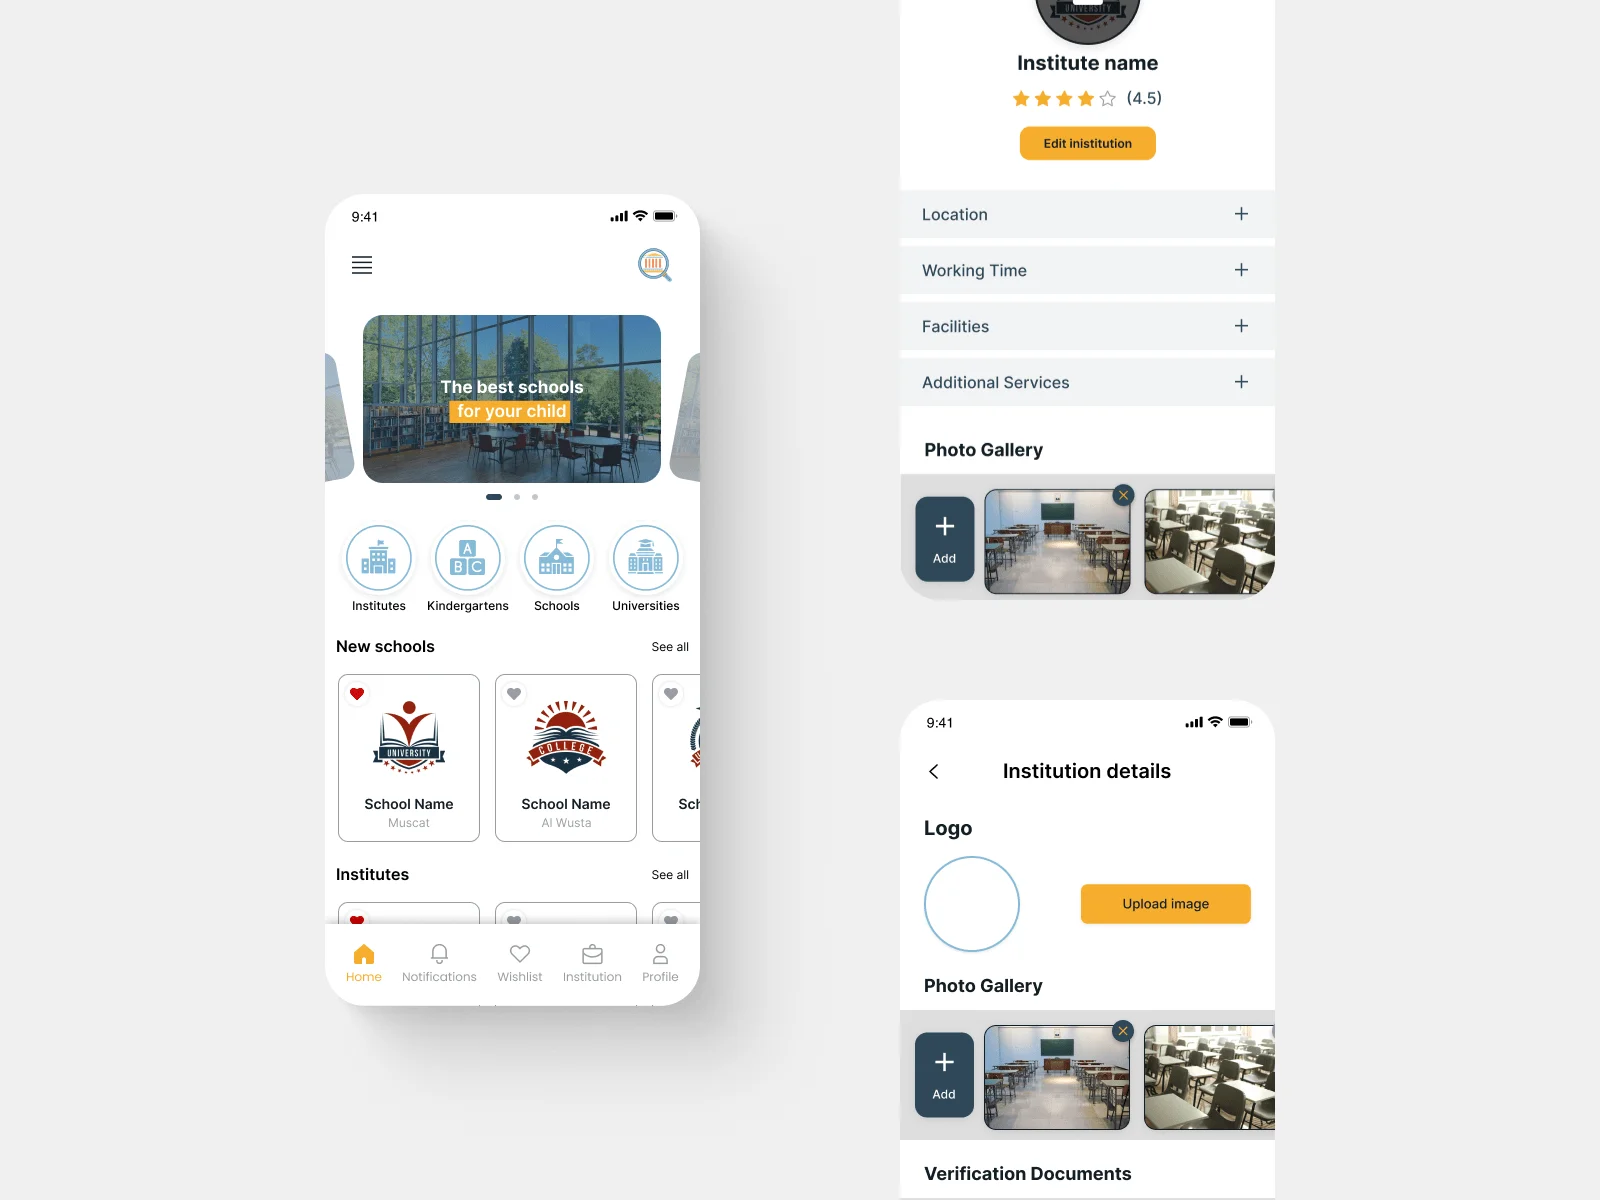 9:41
The best schools
for your child
Institutes
Kindergartens
Schools
Universities
A
B C
New schools
See all
UNIVERSITY
School Name
Muscat
COLLEGE
School Name
Al Wusta
Sch
Institutes
See all
Home
Notifications
Wishlist
Institution
Profile
UNIVERSITY
Institute name
(4.5)
Edit inistitution
Location
Working Time
Facilities
Additional Services
Photo Gallery
Add
9:41
Institution details
Logo
Upload image
Photo Gallery
Add
Verification Documents